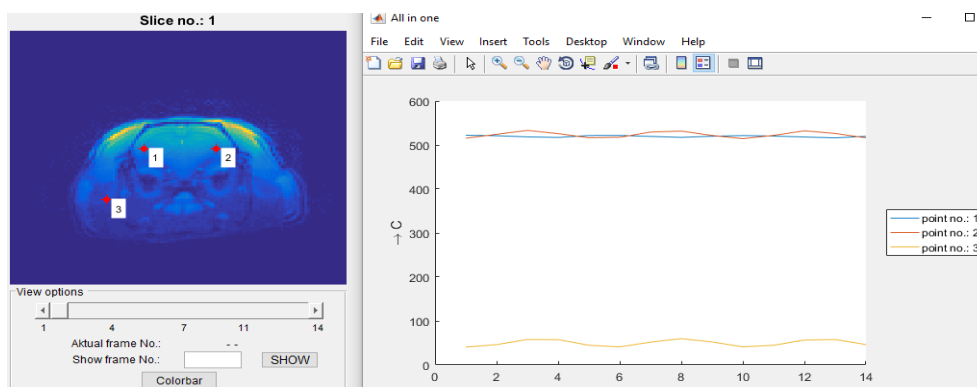 Slice no.: 1
1
2
3
View options
1 4 7 11 14
Aktual frame No.: - -
Show frame No.: SHOW
Colorbar
All in one
File Edit View Insert Tools Desktop Window Help
600
500
400
300
200
100
0
→ C
0 2 4 6 8 10 12 14
point no.: 1
point no.: 2
point no.: 3